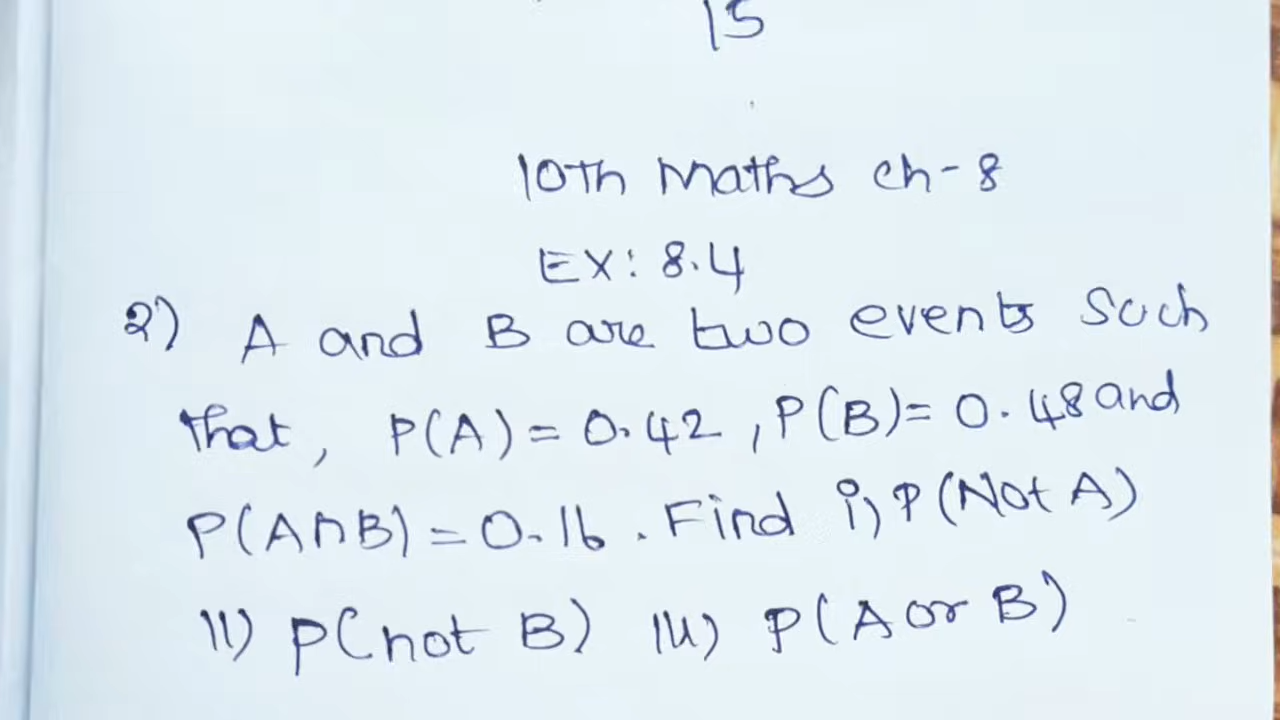 15
10Th Maths ch-8
EX: 8.4
2) A and B are two events Such
that, P(A) = 0.42, P(B)= 0.48 and
P(A∩B) = 0.16. Find i) P(Not A)
ii) P(not B) iii) P(A or B)